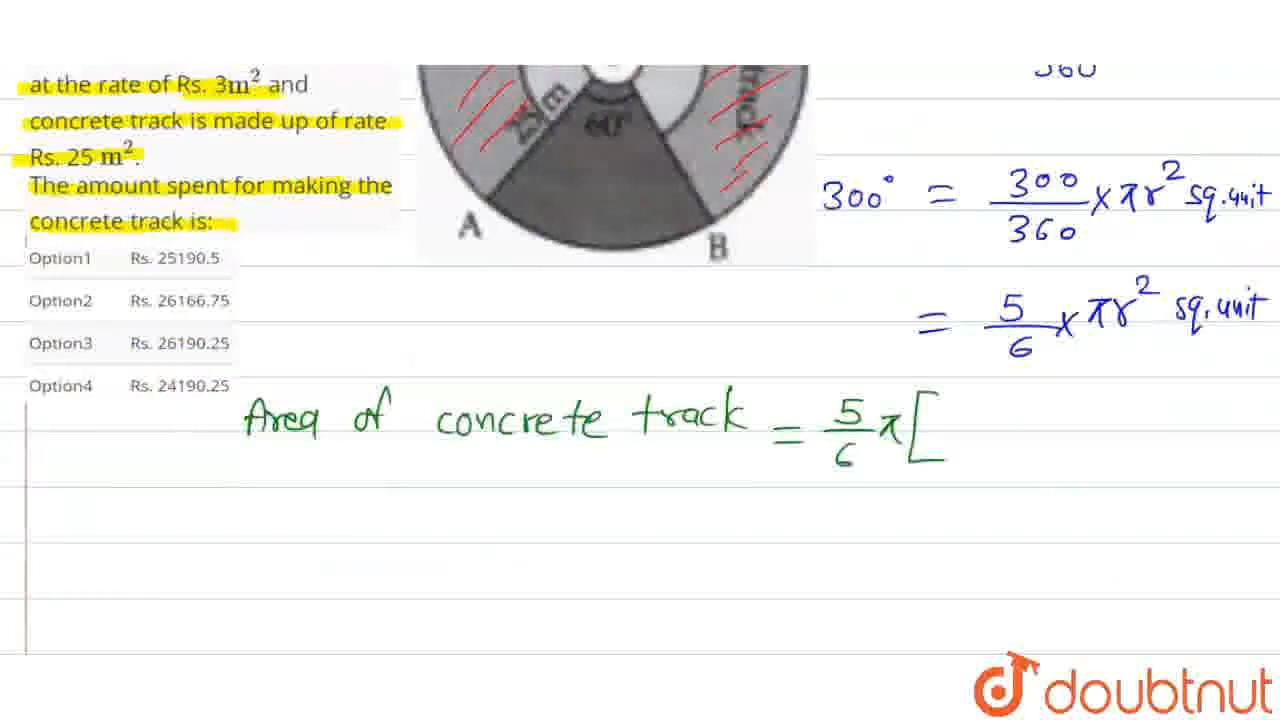 at the rate of Rs. 3m² and
concrete track is made up of rate
Rs. 25 m².
The amount spent for making the
concrete track is:
Option1 Rs. 25190.5
Option2 Rs. 26166.75
Option3 Rs. 26190.25
Option4 Rs. 24190.25
25 m
60°
track
A
B
360
300° = 300/360 × πr² sq.unit
= 5/6 × πr² sq.unit
Area of concrete track = 5/6 π [
doubtnut